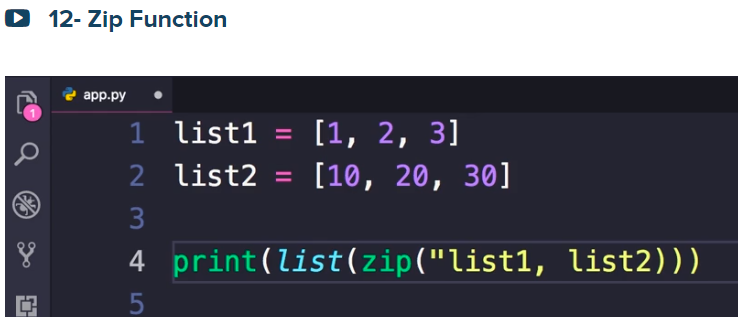 12- Zip Function
app.py
1
1 list1 = [1, 2, 3]
2 list2 = [10, 20, 30]
3
4 print(list(zip("list1, list2)))
5